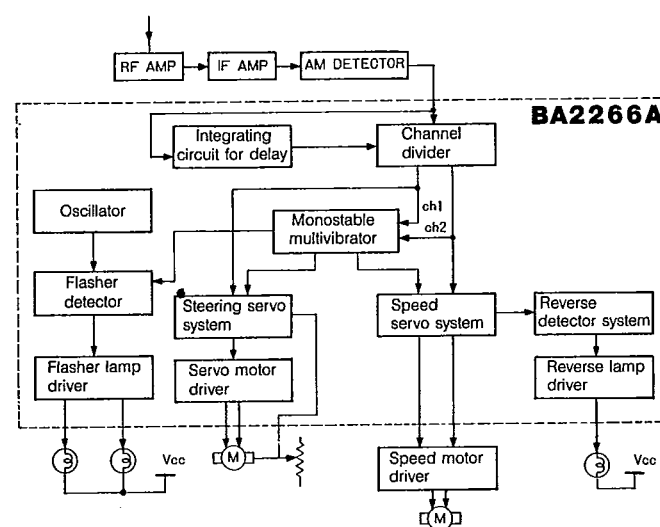 RF AMP
IF AMP
AM DETECTOR
BA2266A
Integrating
circuit for delay
Channel
divider
ch1
ch2
Oscillator
Monostable
multivibrator
Flasher
detector
Steering servo
system
Speed
servo system
Reverse
detector system
Flasher lamp
driver
Servo motor
driver
Reverse lamp
driver
Vcc
M
Speed motor
driver
Vcc
M